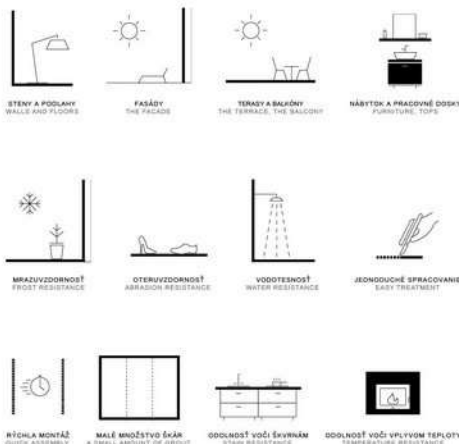 STENY A PODLAHY
WALLS AND FLOORS
FASÁDY
THE FACADE
TERASY A BALKÓNY
THE TERRACE, THE BALCONY
NÁBYTOK A PRACOVNÉ DOSKY
FURNITURE, TOPS
MRAZUVZDORNOSŤ
FROST RESISTANCE
OTERUVZDORNOSŤ
ABRASION RESISTANCE
VODOTESNOSŤ
WATER RESISTANCE
JEDNODUCHÉ SPRACOVANIE
EASY TREATMENT
RÝCHLA MONTÁŽ
QUICK ASSEMBLY
MALÉ MNOŽSTVO ŠKÁR
A SMALL AMOUNT OF GROUT
ODOLNOSŤ VOČI ŠKVRNÁM
STAIN RESISTANCE
ODOLNOSŤ VOČI VPLYVOM TEPLOTY
TEMPERATURE RESISTANCE